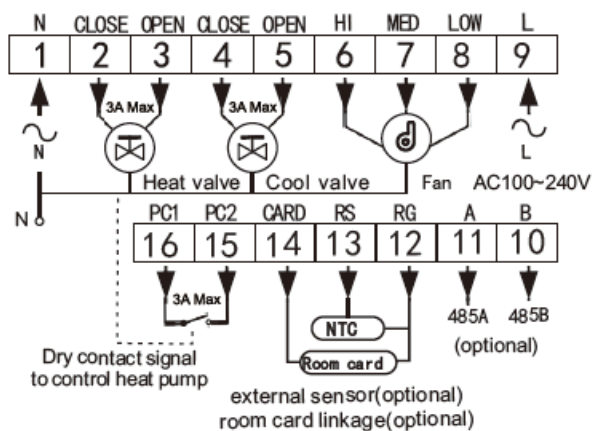 N CLOSE OPEN CLOSE OPEN HI MED LOW L
1 2 3 4 5 6 7 8 9
3A Max 3A Max
N L
Heat valve Cool valve Fan AC100~240V
N
PC1 PC2 CARD RS RG A B
16 15 14 13 12 11 10
3A Max
NTC 485A 485B
(optional)
Room card
Dry contact signal
to control heat pump
external sensor(optional)
room card linkage(optional)